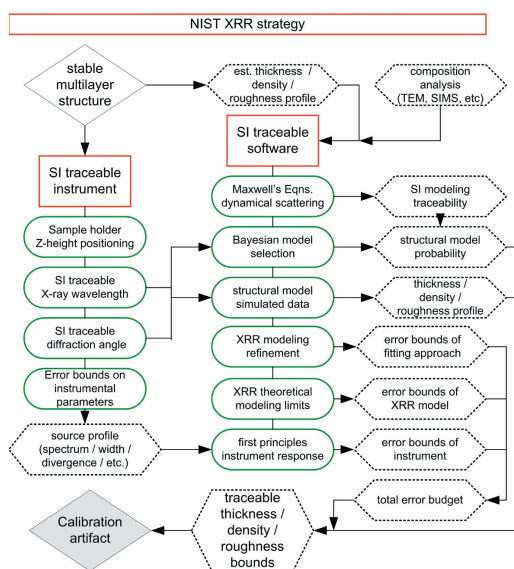 NIST XRR strategy
stable
multilayer
structure
est. thickness /
density /
roughness profile
composition
analysis
(TEM, SIMS, etc)
SI traceable
instrument
SI traceable
software
Sample holder
Z-height positioning
SI traceable
X-ray wavelength
SI traceable
diffraction angle
Error bounds on
instrumental
parameters
source profile
(spectrum / width /
divergence / etc.)
Maxwell's Eqns.
dynamical scattering
SI modeling
traceability
Bayesian model
selection
structural model
probability
structural model
simulated data
thickness /
density /
roughness profile
XRR modeling
refinement
error bounds of
fitting approach
XRR theoretical
modeling limits
error bounds of
XRR model
first principles
instrument response
error bounds of
instrument
total error budget
traceable
thickness /
density /
roughness
bounds
Calibration
artifact